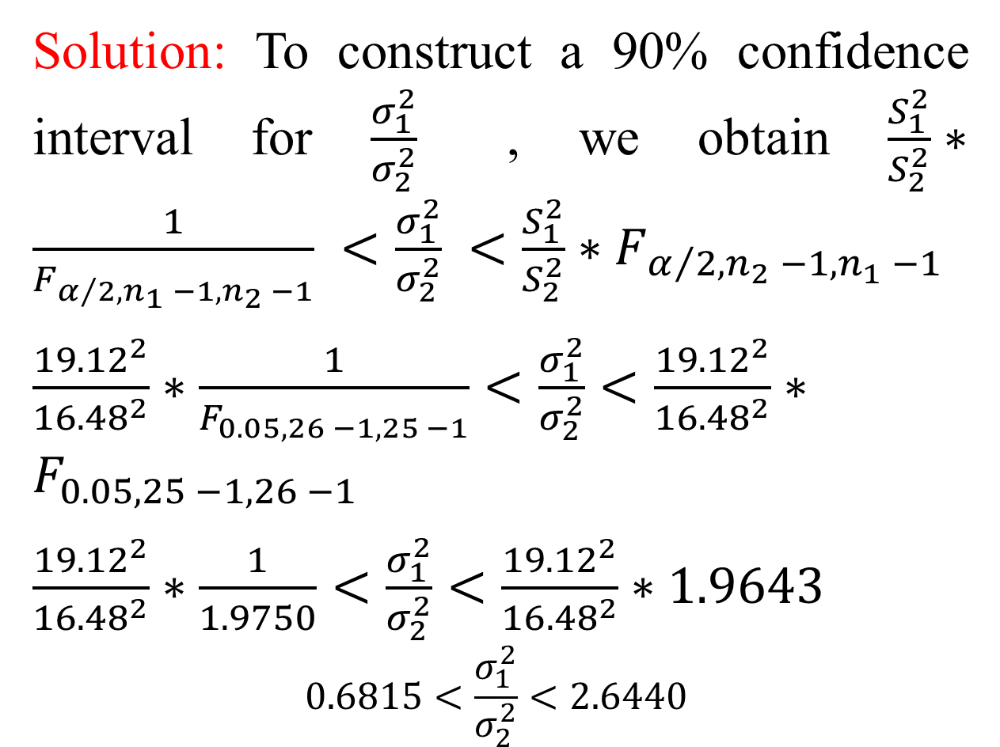 Solution: To construct a 90% confidence
interval for $\frac{\sigma_1^2}{\sigma_2^2}$ , we obtain $\frac{S_1^2}{S_2^2} *$
$\frac{1}{F_{\alpha/2,n_1-1,n_2-1}} < \frac{\sigma_1^2}{\sigma_2^2} < \frac{S_1^2}{S_2^2} * F_{\alpha/2,n_2-1,n_1-1}$
$\frac{19.12^2}{16.48^2} * \frac{1}{F_{0.05,26-1,25-1}} < \frac{\sigma_1^2}{\sigma_2^2} < \frac{19.12^2}{16.48^2} *$
$F_{0.05,25-1,26-1}$
$\frac{19.12^2}{16.48^2} * \frac{1}{1.9750} < \frac{\sigma_1^2}{\sigma_2^2} < \frac{19.12^2}{16.48^2} * 1.9643$
$0.6815 < \frac{\sigma_1^2}{\sigma_2^2} < 2.6440$